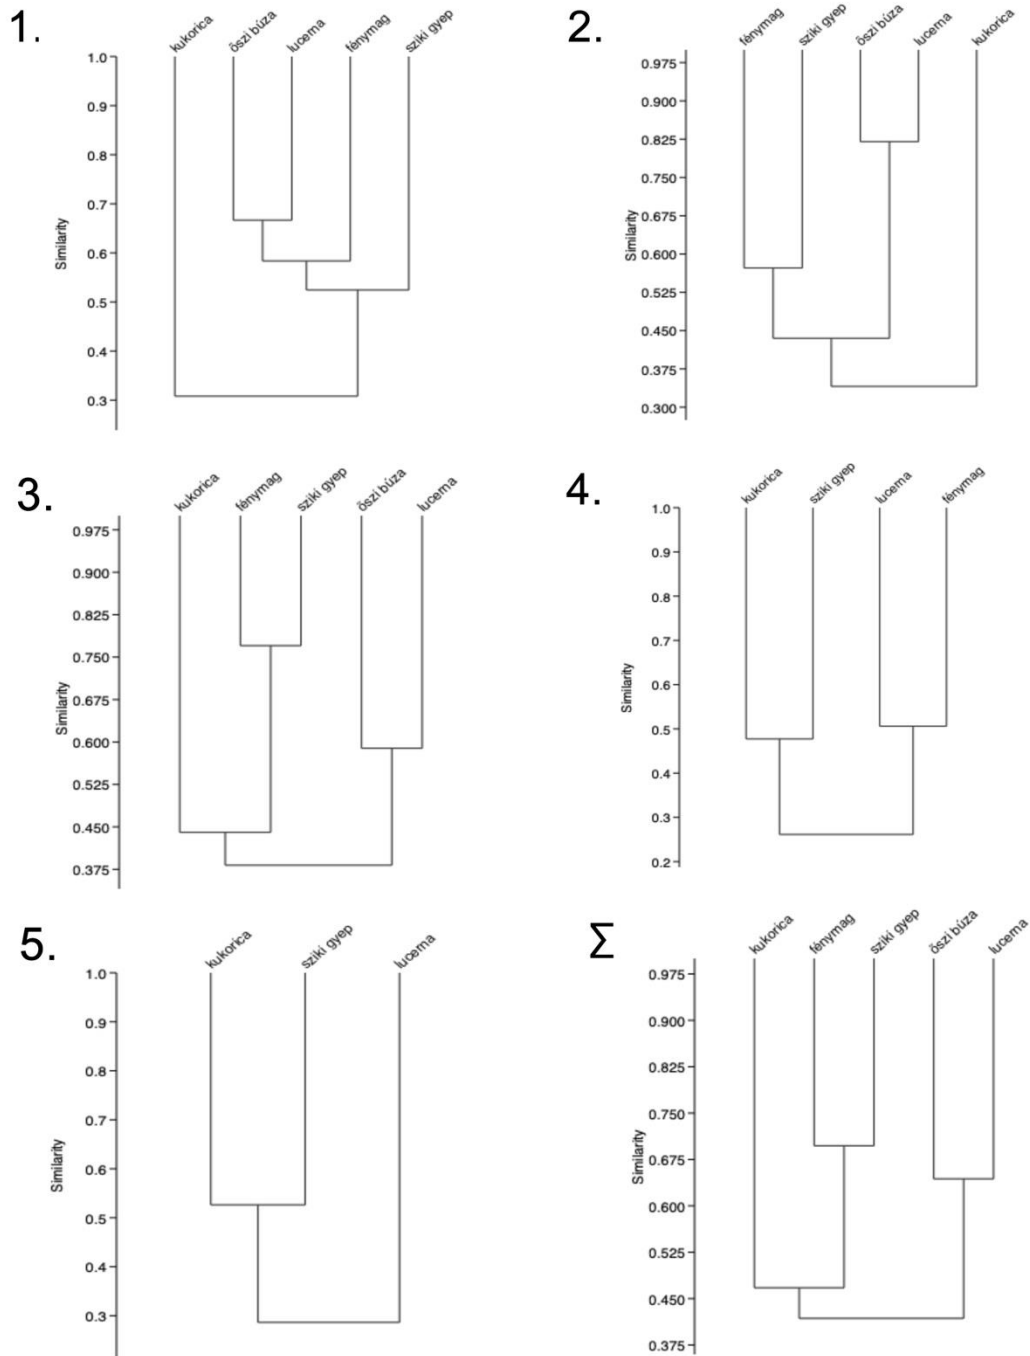 1.
kukorica
őszi búza
lucerna
fénymag
sziki gyep
1.0
0.9
0.8
0.7
0.6
0.5
0.4
0.3
Similarity
2.
fénymag
sziki gyep
őszi búza
lucerna
kukorica
0.975
0.900
0.825
0.750
0.675
0.600
0.525
0.450
0.375
0.300
Similarity
3.
kukorica
fénymag
sziki gyep
őszi búza
lucerna
0.975
0.900
0.825
0.750
0.675
0.600
0.525
0.450
0.375
Similarity
4.
kukorica
sziki gyep
lucerna
fénymag
1.0
0.9
0.8
0.7
0.6
0.5
0.4
0.3
0.2
Similarity
5.
kukorica
sziki gyep
lucerna
1.0
0.9
0.8
0.7
0.6
0.5
0.4
0.3
Similarity
Σ
kukorica
fénymag
sziki gyep
őszi búza
lucerna
0.975
0.900
0.825
0.750
0.675
0.600
0.525
0.450
0.375
Similarity